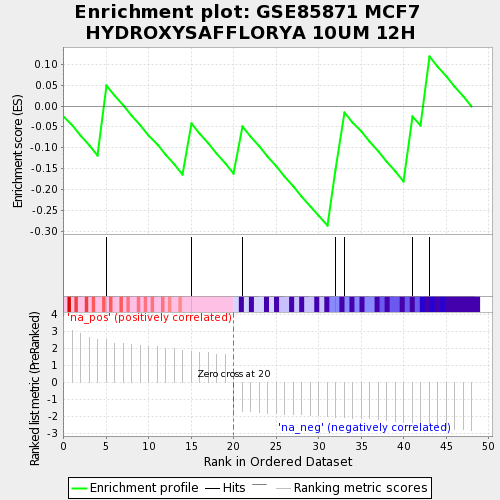 Enrichment plot: GSE85871 MCF7
HYDROXYSAFFLORYA 10UM 12H
Enrichment score (ES)
0.10
0.05
0.00
-0.05
-0.10
-0.15
-0.20
-0.25
-0.30
'na_pos' (positively correlated)
Ranked list metric (PreRanked)
4
3
2
1
0
-1
-2
-3
Zero cross at 20
'na_neg' (negatively correlated)
0 5 10 15 20 25 30 35 40 45 50
Rank in Ordered Dataset
Enrichment profile Hits Ranking metric scores